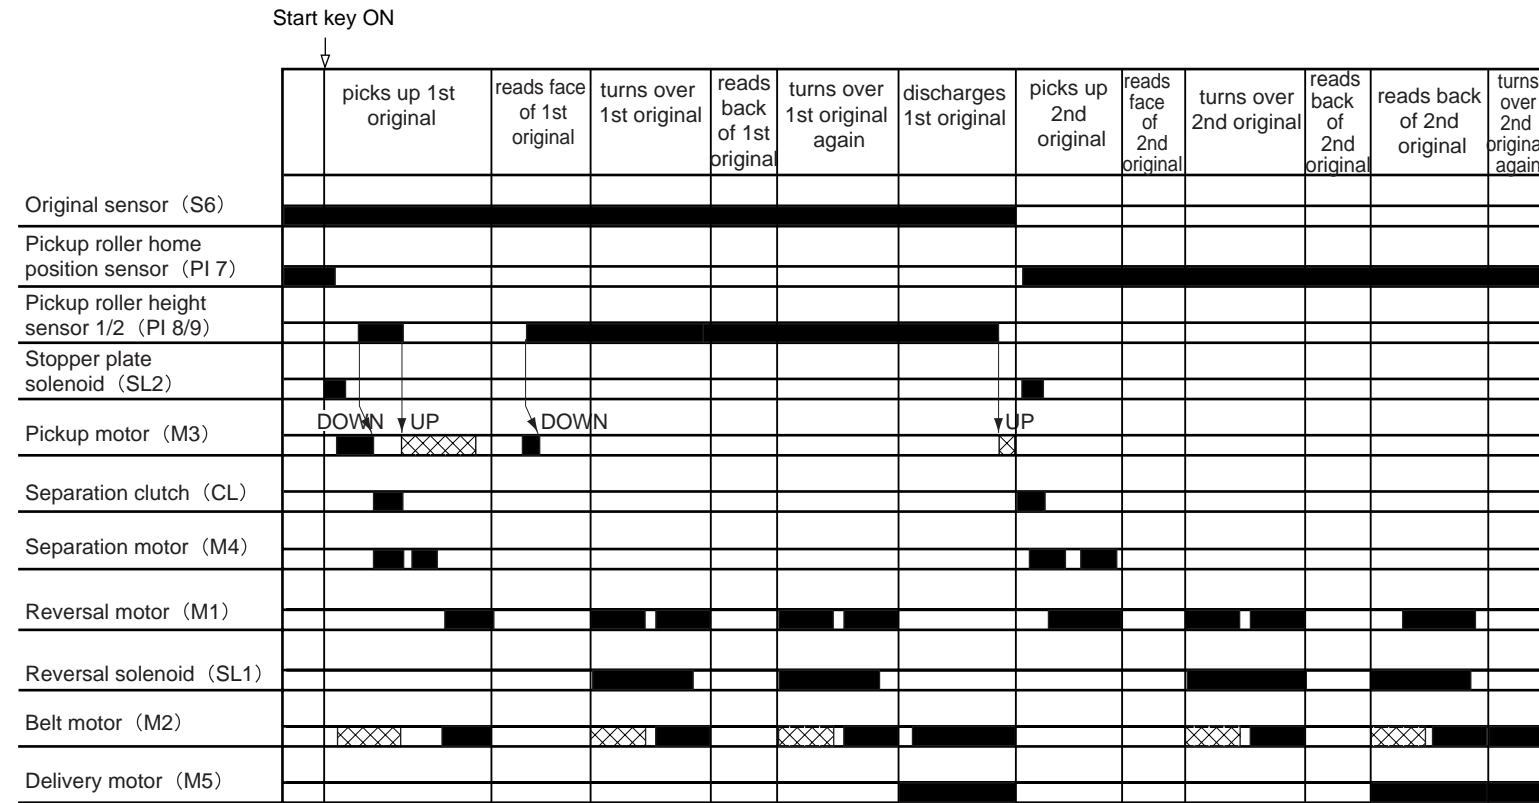 Start key ON
picks up 1st
original
reads face
of 1st
original
turns over
1st original
reads
back
of 1st
original
turns over
1st original
again
discharges
1st original
picks up
2nd
original
reads
face
of
2nd
original
turns over
2nd original
reads
back
of
2nd
original
reads back
of 2nd
original
turns
over
2nd
original
again
Original sensor（S6）
Pickup roller home
position sensor（PI 7）
Pickup roller height
sensor 1/2（PI 8/9）
Stopper plate
solenoid（SL2）
DOWN
UP
DOWN
UP
Pickup motor（M3）
Separation clutch（CL）
Separation motor（M4）
Reversal motor（M1）
Reversal solenoid（SL1）
Belt motor（M2）
Delivery motor（M5）